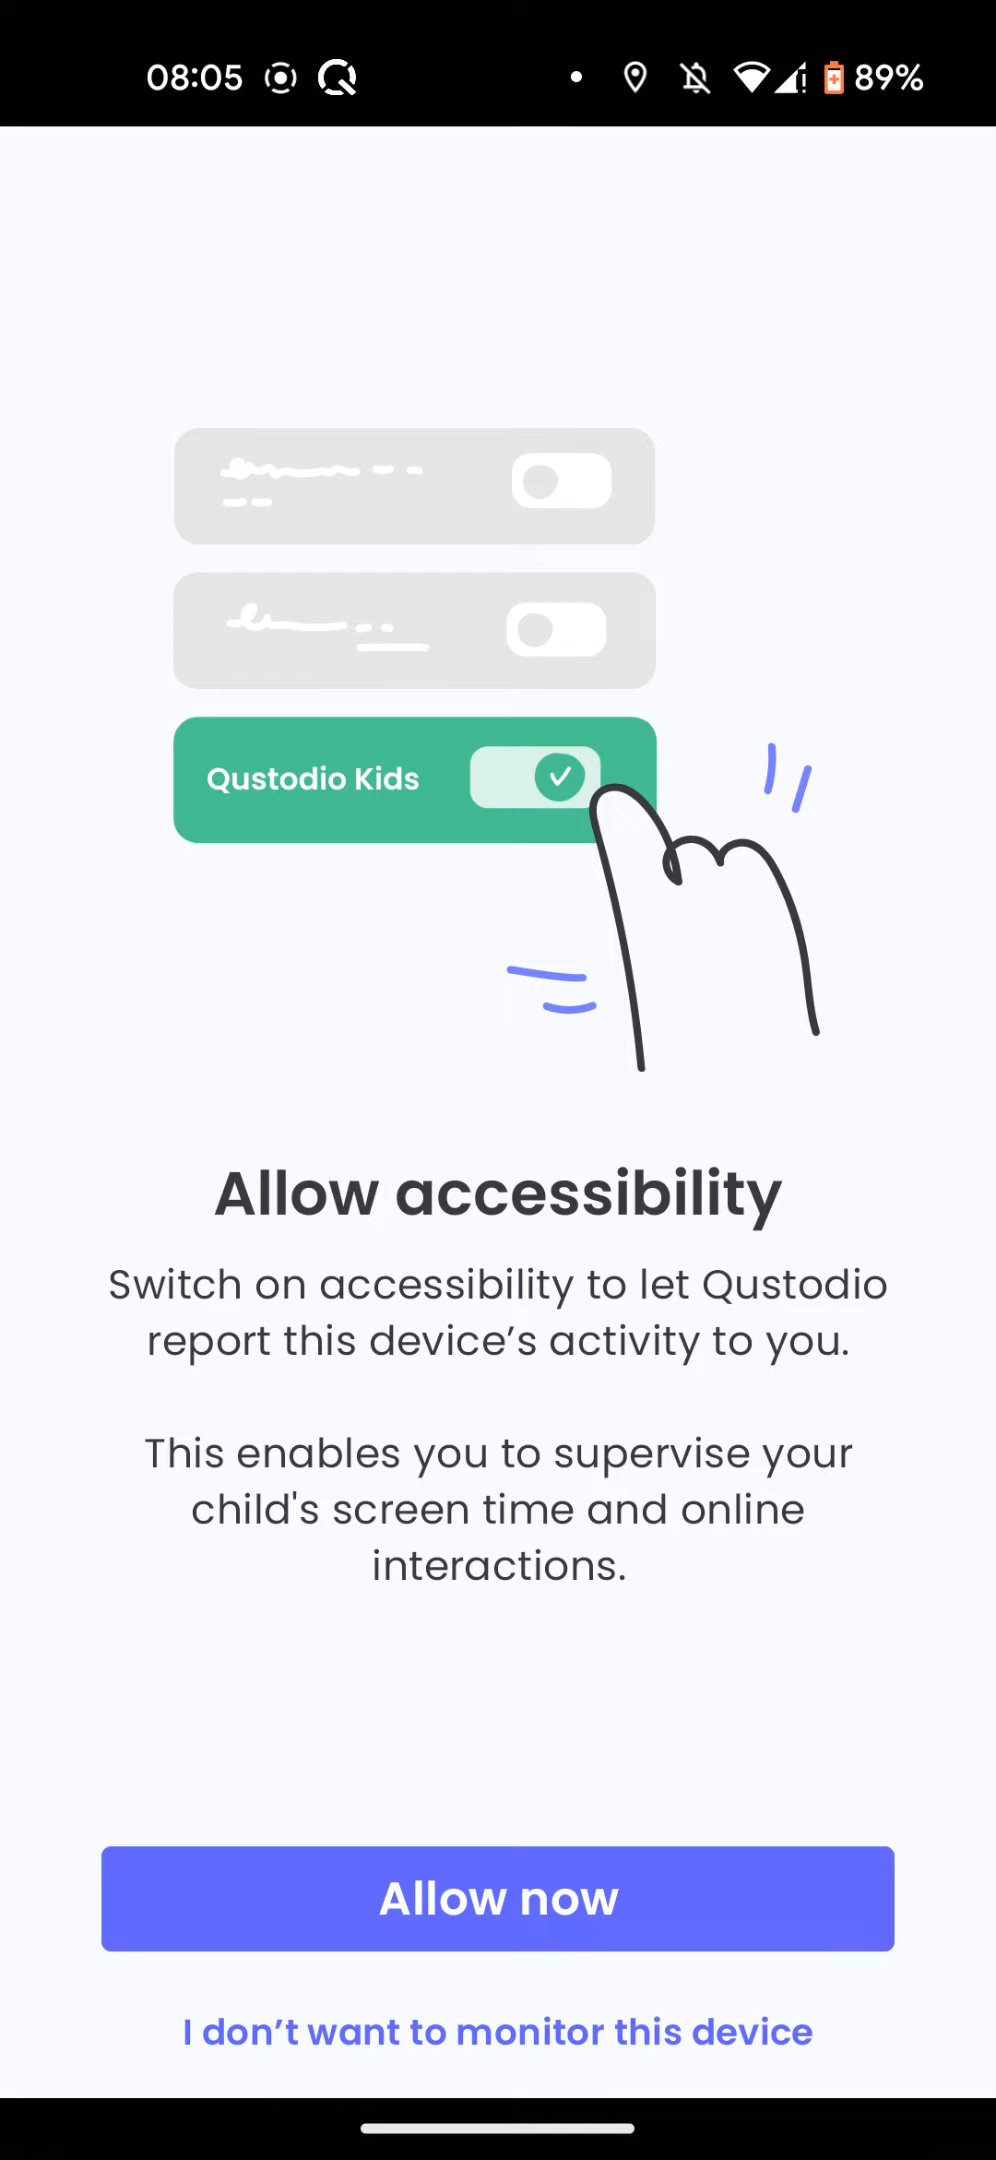 08:05 89%
Qustodio Kids
Allow accessibility
Switch on accessibility to let Qustodio
report this device’s activity to you.
This enables you to supervise your
child's screen time and online
interactions.
Allow now
I don’t want to monitor this device